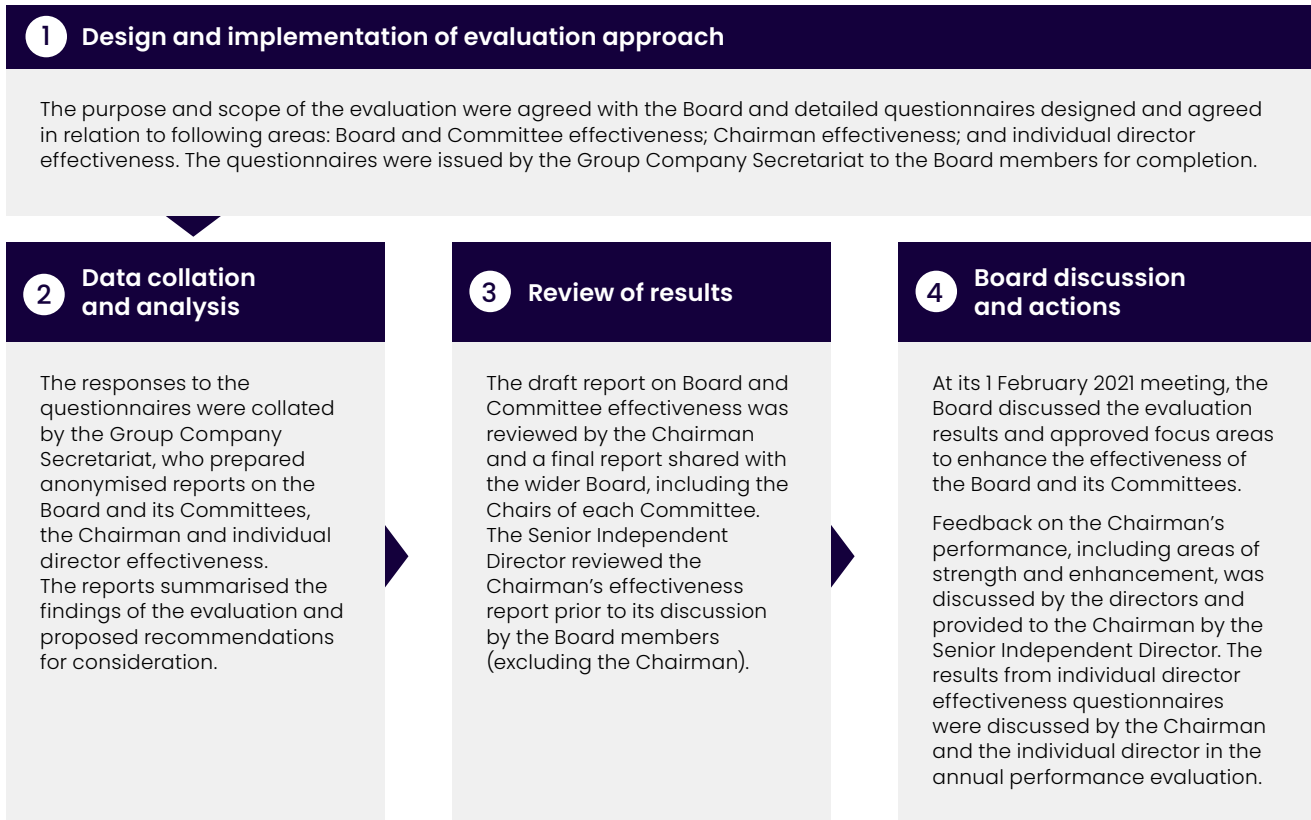 1 Design and implementation of evaluation approach
The purpose and scope of the evaluation were agreed with the Board and detailed questionnaires designed and agreed
in relation to following areas: Board and Committee effectiveness; Chairman effectiveness; and individual director
effectiveness. The questionnaires were issued by the Group Company Secretariat to the Board members for completion.
2 Data collation
and analysis
The responses to the
questionnaires were collated
by the Group Company
Secretariat, who prepared
anonymised reports on the
Board and its Committees,
the Chairman and individual
director effectiveness.
The reports summarised the
findings of the evaluation and
proposed recommendations
for consideration.
3 Review of results
The draft report on Board and
Committee effectiveness was
reviewed by the Chairman
and a final report shared with
the wider Board, including the
Chairs of each Committee.
The Senior Independent
Director reviewed the
Chairman’s effectiveness
report prior to its discussion
by the Board members
(excluding the Chairman).
4 Board discussion
and actions
At its 1 February 2021 meeting, the
Board discussed the evaluation
results and approved focus areas
to enhance the effectiveness of
the Board and its Committees.
Feedback on the Chairman’s
performance, including areas of
strength and enhancement, was
discussed by the directors and
provided to the Chairman by the
Senior Independent Director. The
results from individual director
effectiveness questionnaires
were discussed by the Chairman
and the individual director in the
annual performance evaluation.